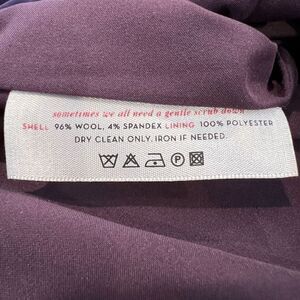 sometimes we all need a gentle scrub down
SHELL 96% WOOL, 4% SPANDEX LINING 100% POLYESTER
DRY CLEAN ONLY. IRON IF NEEDED.
P